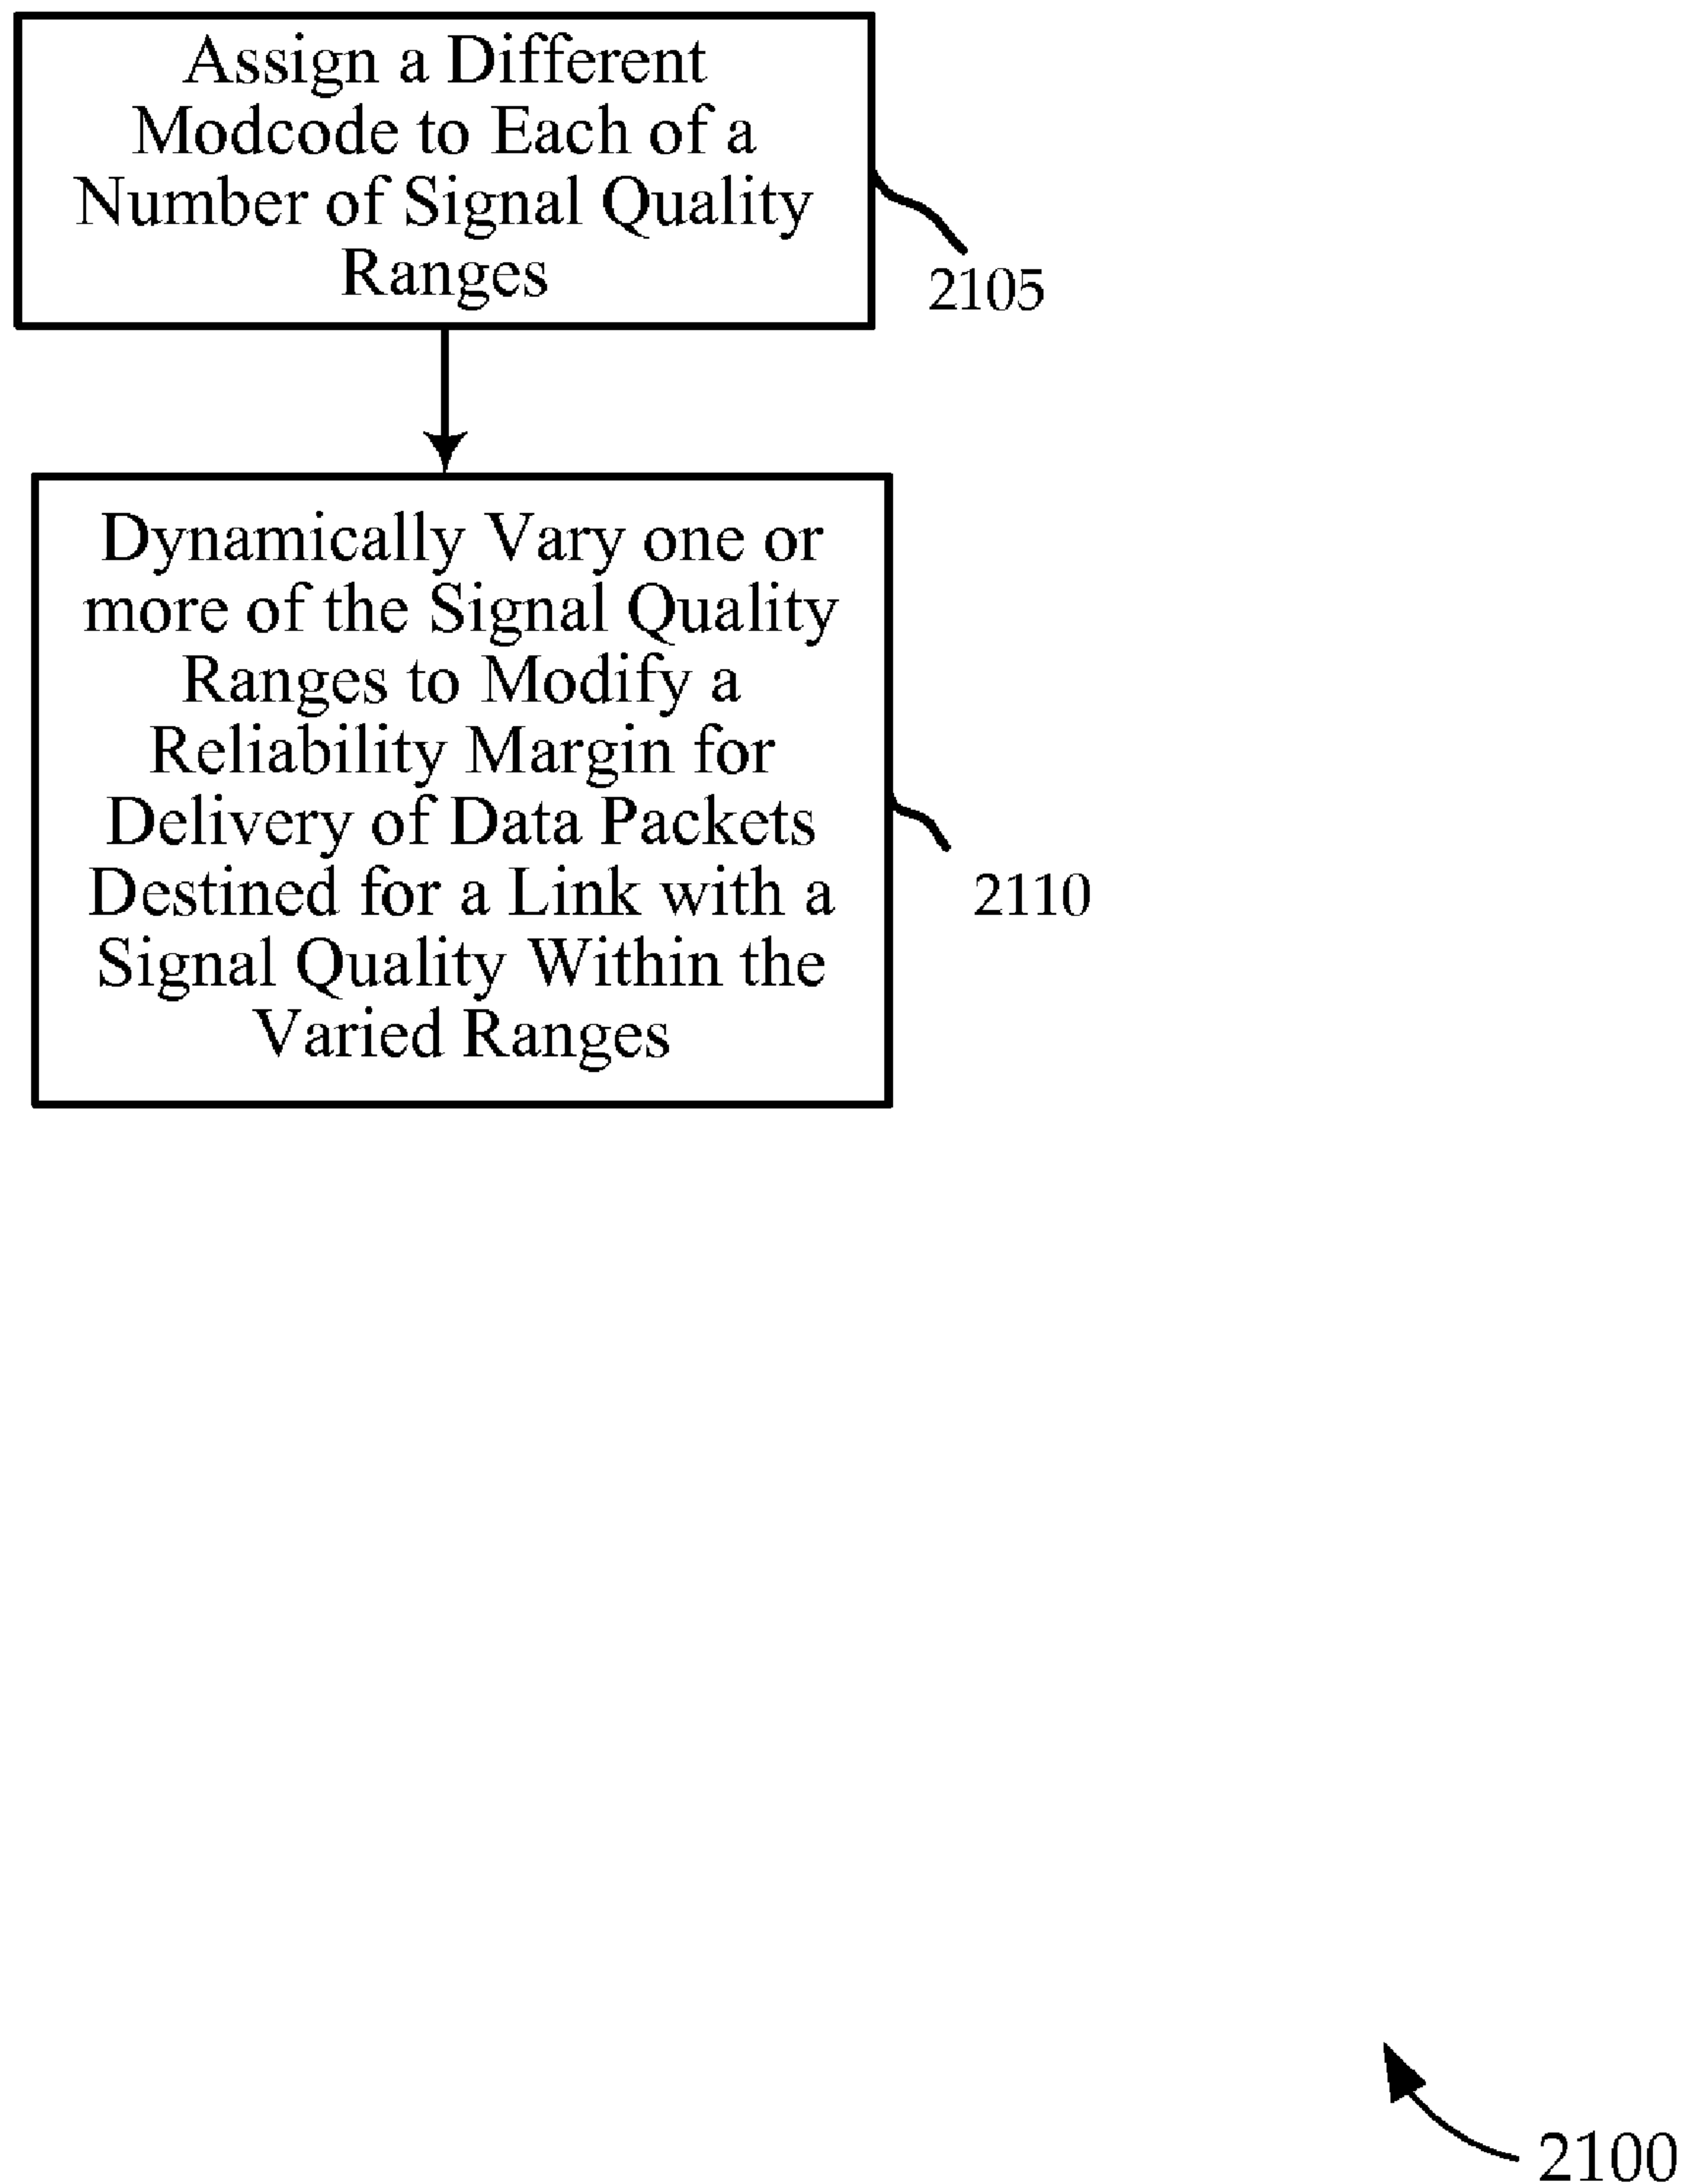 Assign a Different
Modcode to Each of a
Number of Signal Quality
Ranges
2105
Dynamically Vary one or
more of the Signal Quality
Ranges to Modify a
Reliability Margin for
Delivery of Data Packets
Destined for a Link with a
Signal Quality Within the
Varied Ranges
2110
2100